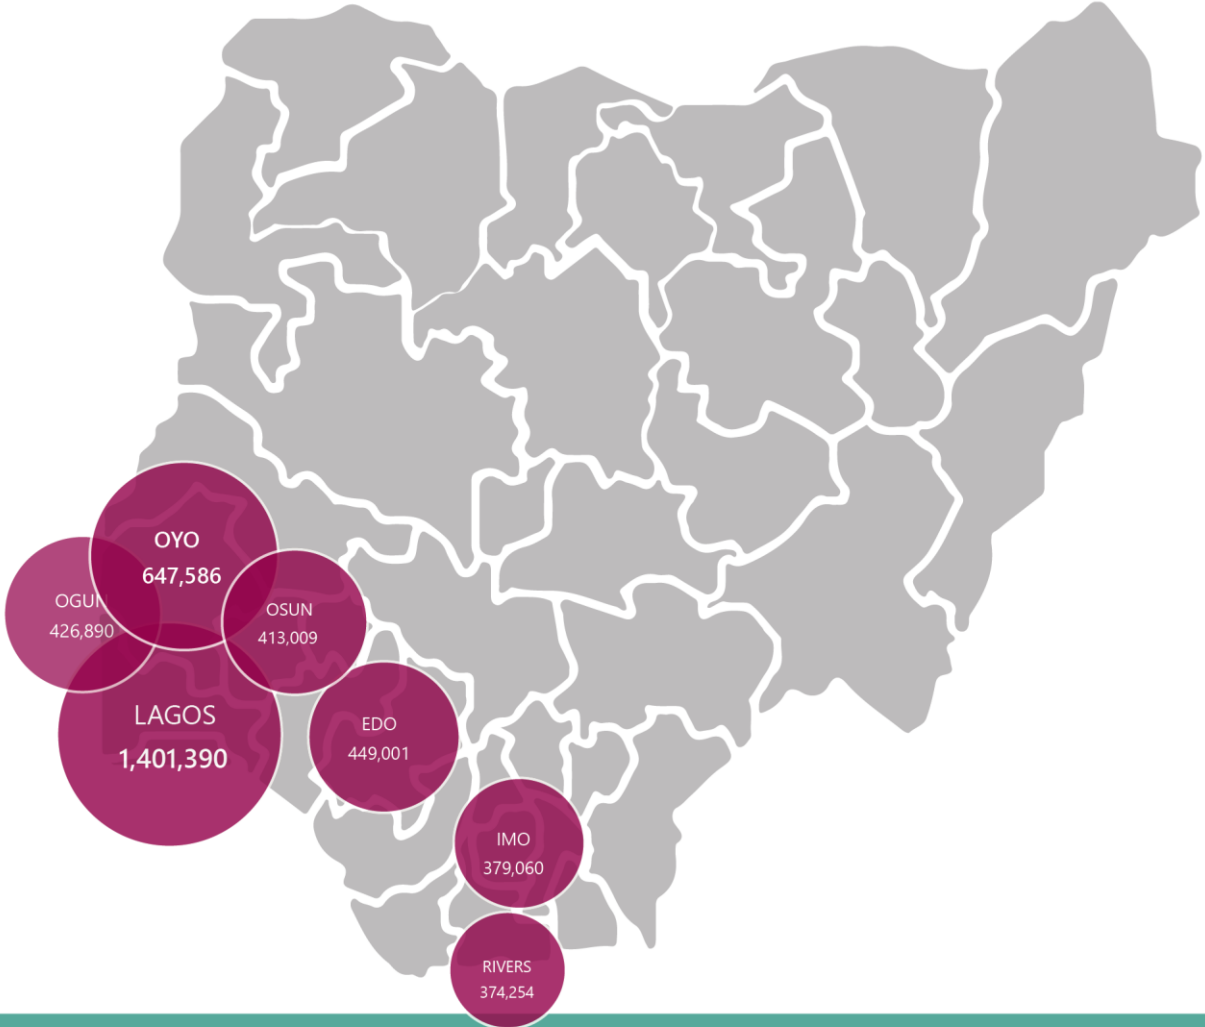 OYO
647,586
OGUN
426,890
OSUN
413,009
LAGOS
1,401,390
EDO
449,001
IMO
379,060
RIVERS
374,254